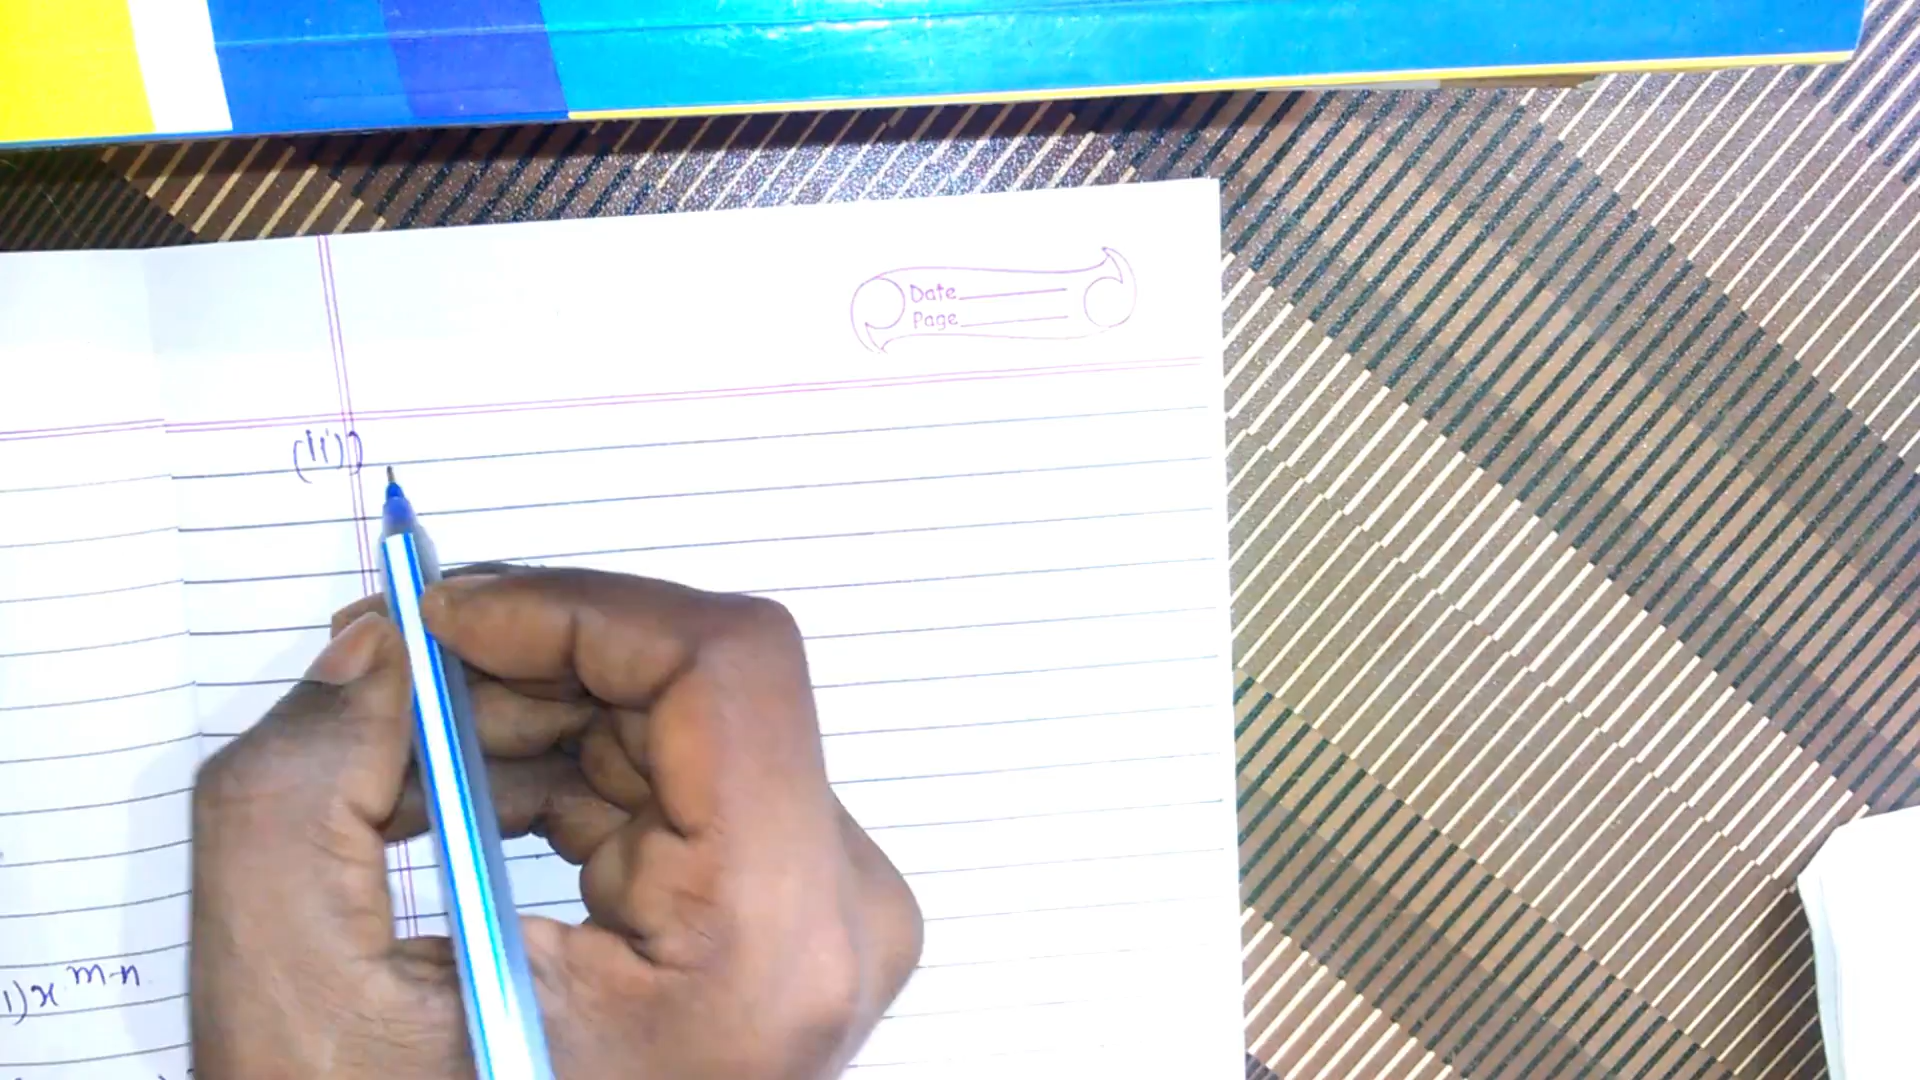 Date
Page
(ii))
1) x^m-n